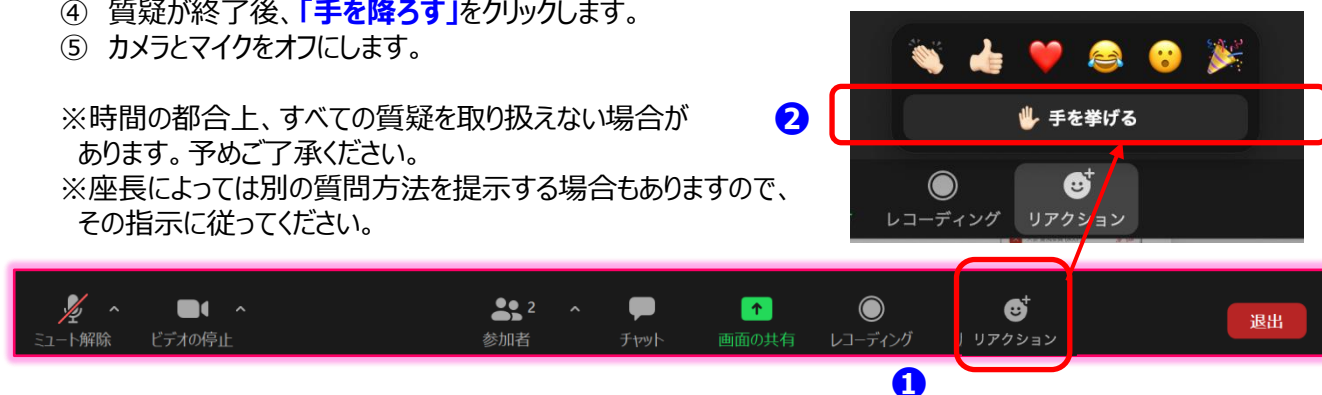 ④ 質疑が終了後、「手を降ろす」をクリックします。
⑤ カメラとマイクをオフにします。
※時間の都合上、すべての質疑を取り扱えない場合が
あります。予めご了承ください。
※座長によっては別の質問方法を提示する場合もありますので、
その指示に従ってください。
❷
手を挙げる
レコーディング リアクション
ミュート解除 ビデオの停止 2 参加者 チャット 画面の共有 レコーディング リアクション 退出
❶